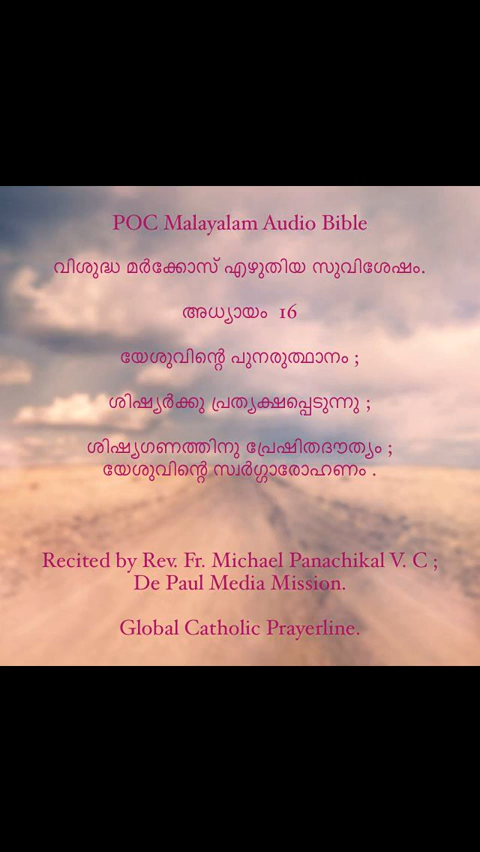 POC Malayalam Audio Bible
വിശുദ്ധ മർക്കോസ് എഴുതിയ സുവിശേഷം.
അധ്യായം 16
യേശുവിന്റെ പുനരുത്ഥാനം ;
ശിഷ്യർക്കു പ്രത്യക്ഷപ്പെടുന്നു ;
ശിഷ്യഗണത്തിനു പ്രേഷിതദൗത്യം ;
യേശുവിന്റെ സ്വർഗ്ഗാരോഹണം .
Recited by Rev. Fr. Michael Panachikal V. C ;
De Paul Media Mission.
Global Catholic Prayerline.